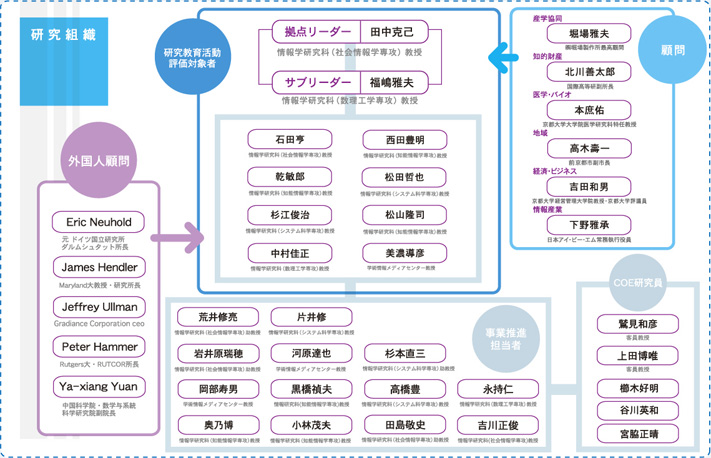 研究組織
研究教育活動
評価対象者
拠点リーダー 田中克己
情報学研究科(社会情報学専攻)教授
サブリーダー 福嶋雅夫
情報学研究科(数理工学専攻)教授
石田亨
情報学研究科(社会情報学専攻)教授
西田豊明
情報学研究科(知能情報学専攻)教授
乾敏郎
情報学研究科(知能情報学専攻)教授
松田哲也
情報学研究科(システム科学専攻)教授
杉江俊治
情報学研究科(システム科学専攻)教授
松山隆司
情報学研究科(知能情報学専攻)教授
中村佳正
情報学研究科(数理工学専攻)教授
美濃導彦
学術情報メディアセンター教授
顧問
産学協同
堀場雅夫
㈱堀場製作所最高顧問
知的財産
北川善太郎
国際高等研副所長
医学・バイオ
本庶佑
京都大学大学院医学研究科特任教授
地域
高木壽一
前京都市副市長
経済・ビジネス
吉田和男
京都大学経営管理大学院教授・京都大学評議員
情報産業
下野雅承
日本アイ・ビー・エム常務執行役員
外国人顧問
Eric Neuhold
元 ドイツ国立研究所
ダルムシュタット所長
James Hendler
Maryland大教授・研究所長
Jeffrey Ullman
Gradiance Corporation ceo
Peter Hammer
Rutgers大・RUTCOR所長
Ya-xiang Yuan
中国科学院・数学与系統
科学研究院副院長
事業推進
担当者
荒井修亮
情報学研究科(社会情報学専攻)助教授
片井修
情報学研究科(システム科学専攻)教授
岩井原瑞穂
情報学研究科(社会情報学専攻)助教授
河原達也
学術情報メディアセンター教授
杉本直三
情報学研究科(システム科学専攻)助教授
岡部寿男
学術情報メディアセンター教授
黒橋禎夫
情報学研究科(知能情報学専攻)教授
高橋豊
情報学研究科(システム科学専攻)教授
永持仁
情報学研究科(数理工学専攻)教授
奥乃博
情報学研究科(知能情報学専攻)教授
小林茂夫
情報学研究科(知能情報学専攻)教授
田島敬史
情報学研究科(社会情報学専攻)助教授
吉川正俊
情報学研究科(社会情報学専攻)教授
COE研究員
鷲見和彦
客員教授
上田博唯
客員教授
櫛木好明
谷川英和
宮脇正晴